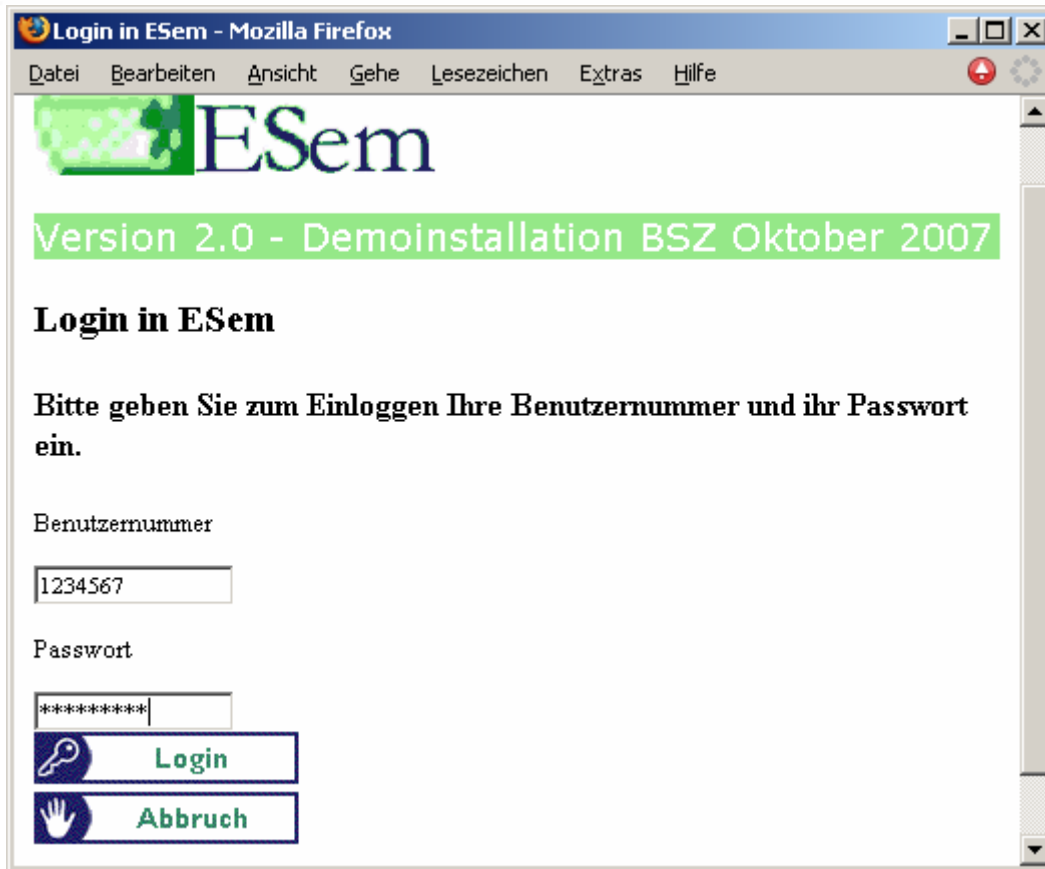 Login in ESem - Mozilla Firefox
Datei Bearbeiten Ansicht Gehe Lesezeichen Extras Hilfe
ESem
Version 2.0 - Demoinstallation BSZ Oktober 2007
Login in ESem
Bitte geben Sie zum Einloggen Ihre Benutzernummer und ihr Passwort
ein.
Benutzernummer
1234567
Passwort
*********
Login
Abbruch